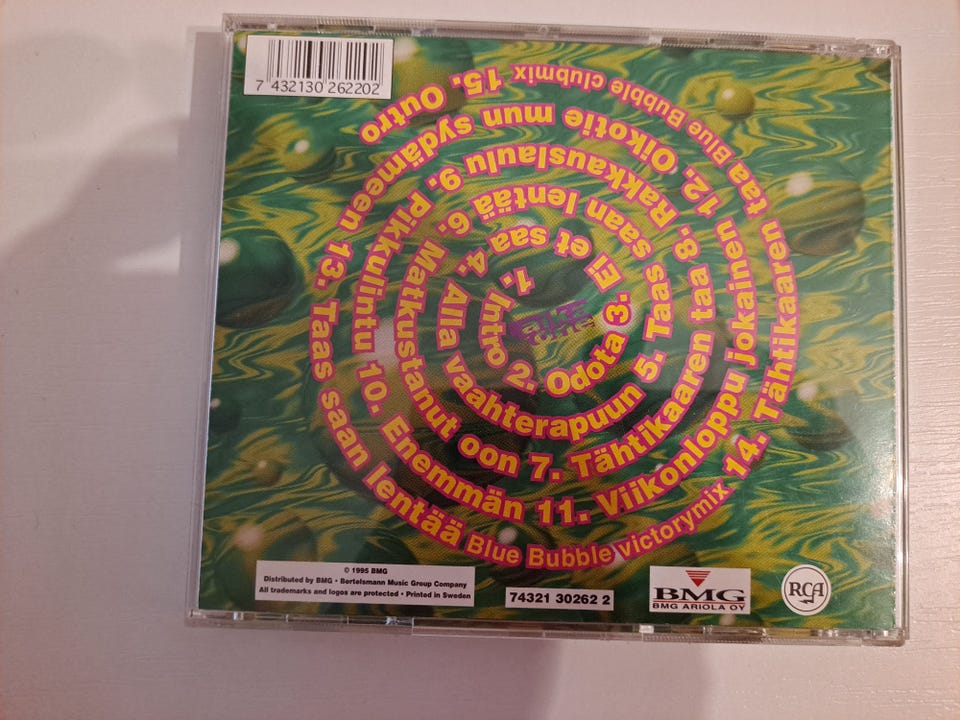 7 432130 262202
1. Intro 2. Odota 3. Ei et saa 4. Alla vaahterapuun 5. Taas saan lentää 6. Matkustanut oon 7. Tähtikaaren taa 8. Rakkauslaulu 9. Pikkulintu 10. Enemmän 11. Viikonloppu jokainen 12. Oikotie mun sydämeen 13. Taas saan lentää Blue Bubble victorymix 14. Tähtikaaren taa Blue Bubble clubmix 15. Outro
© 1995 BMG
Distributed by BMG • Bertelsmann Music Group Company
All trademarks and logos are protected • Printed in Sweden
74321 30262 2
BMG
BMG ARIOLA OY
RCA